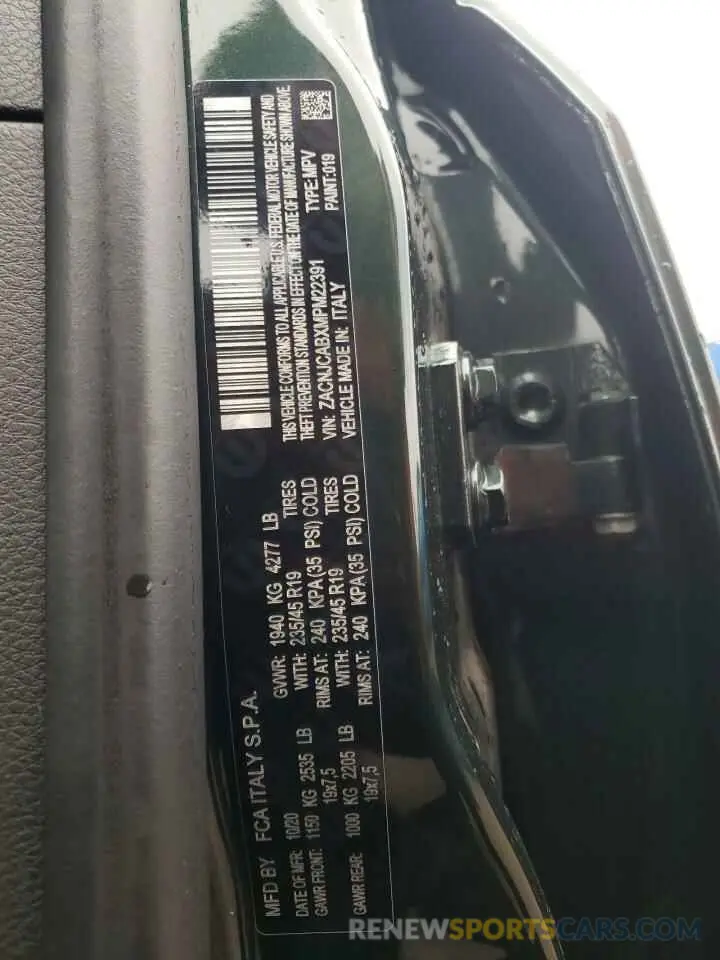 MFD BY FCA ITALY S.P.A.
DATE OF MFR: 10/20 GVWR: 1940 KG 4277 LB
GAWR FRONT: 1150 KG 2535 LB WITH: 235/45 R19 TIRES
19x7,5 RIMS AT: 240 KPA (35 PSI) COLD
GAWR REAR: 1000 KG 2205 LB WITH: 235/45 R19 TIRES
19x7,5 RIMS AT: 240 KPA (35 PSI) COLD
THIS VEHICLE CONFORMS TO ALL APPLICABLE U.S. FEDERAL MOTOR VEHICLE SAFETY AND
THEFT PREVENTION STANDARDS IN EFFECT ON THE DATE OF MANUFACTURE SHOWN ABOVE
VIN: ZACNJCABXMPM22391 TYPE: MPV
VEHICLE MADE IN: ITALY PAINT: 019
RENEWSPORTSCARS.COM